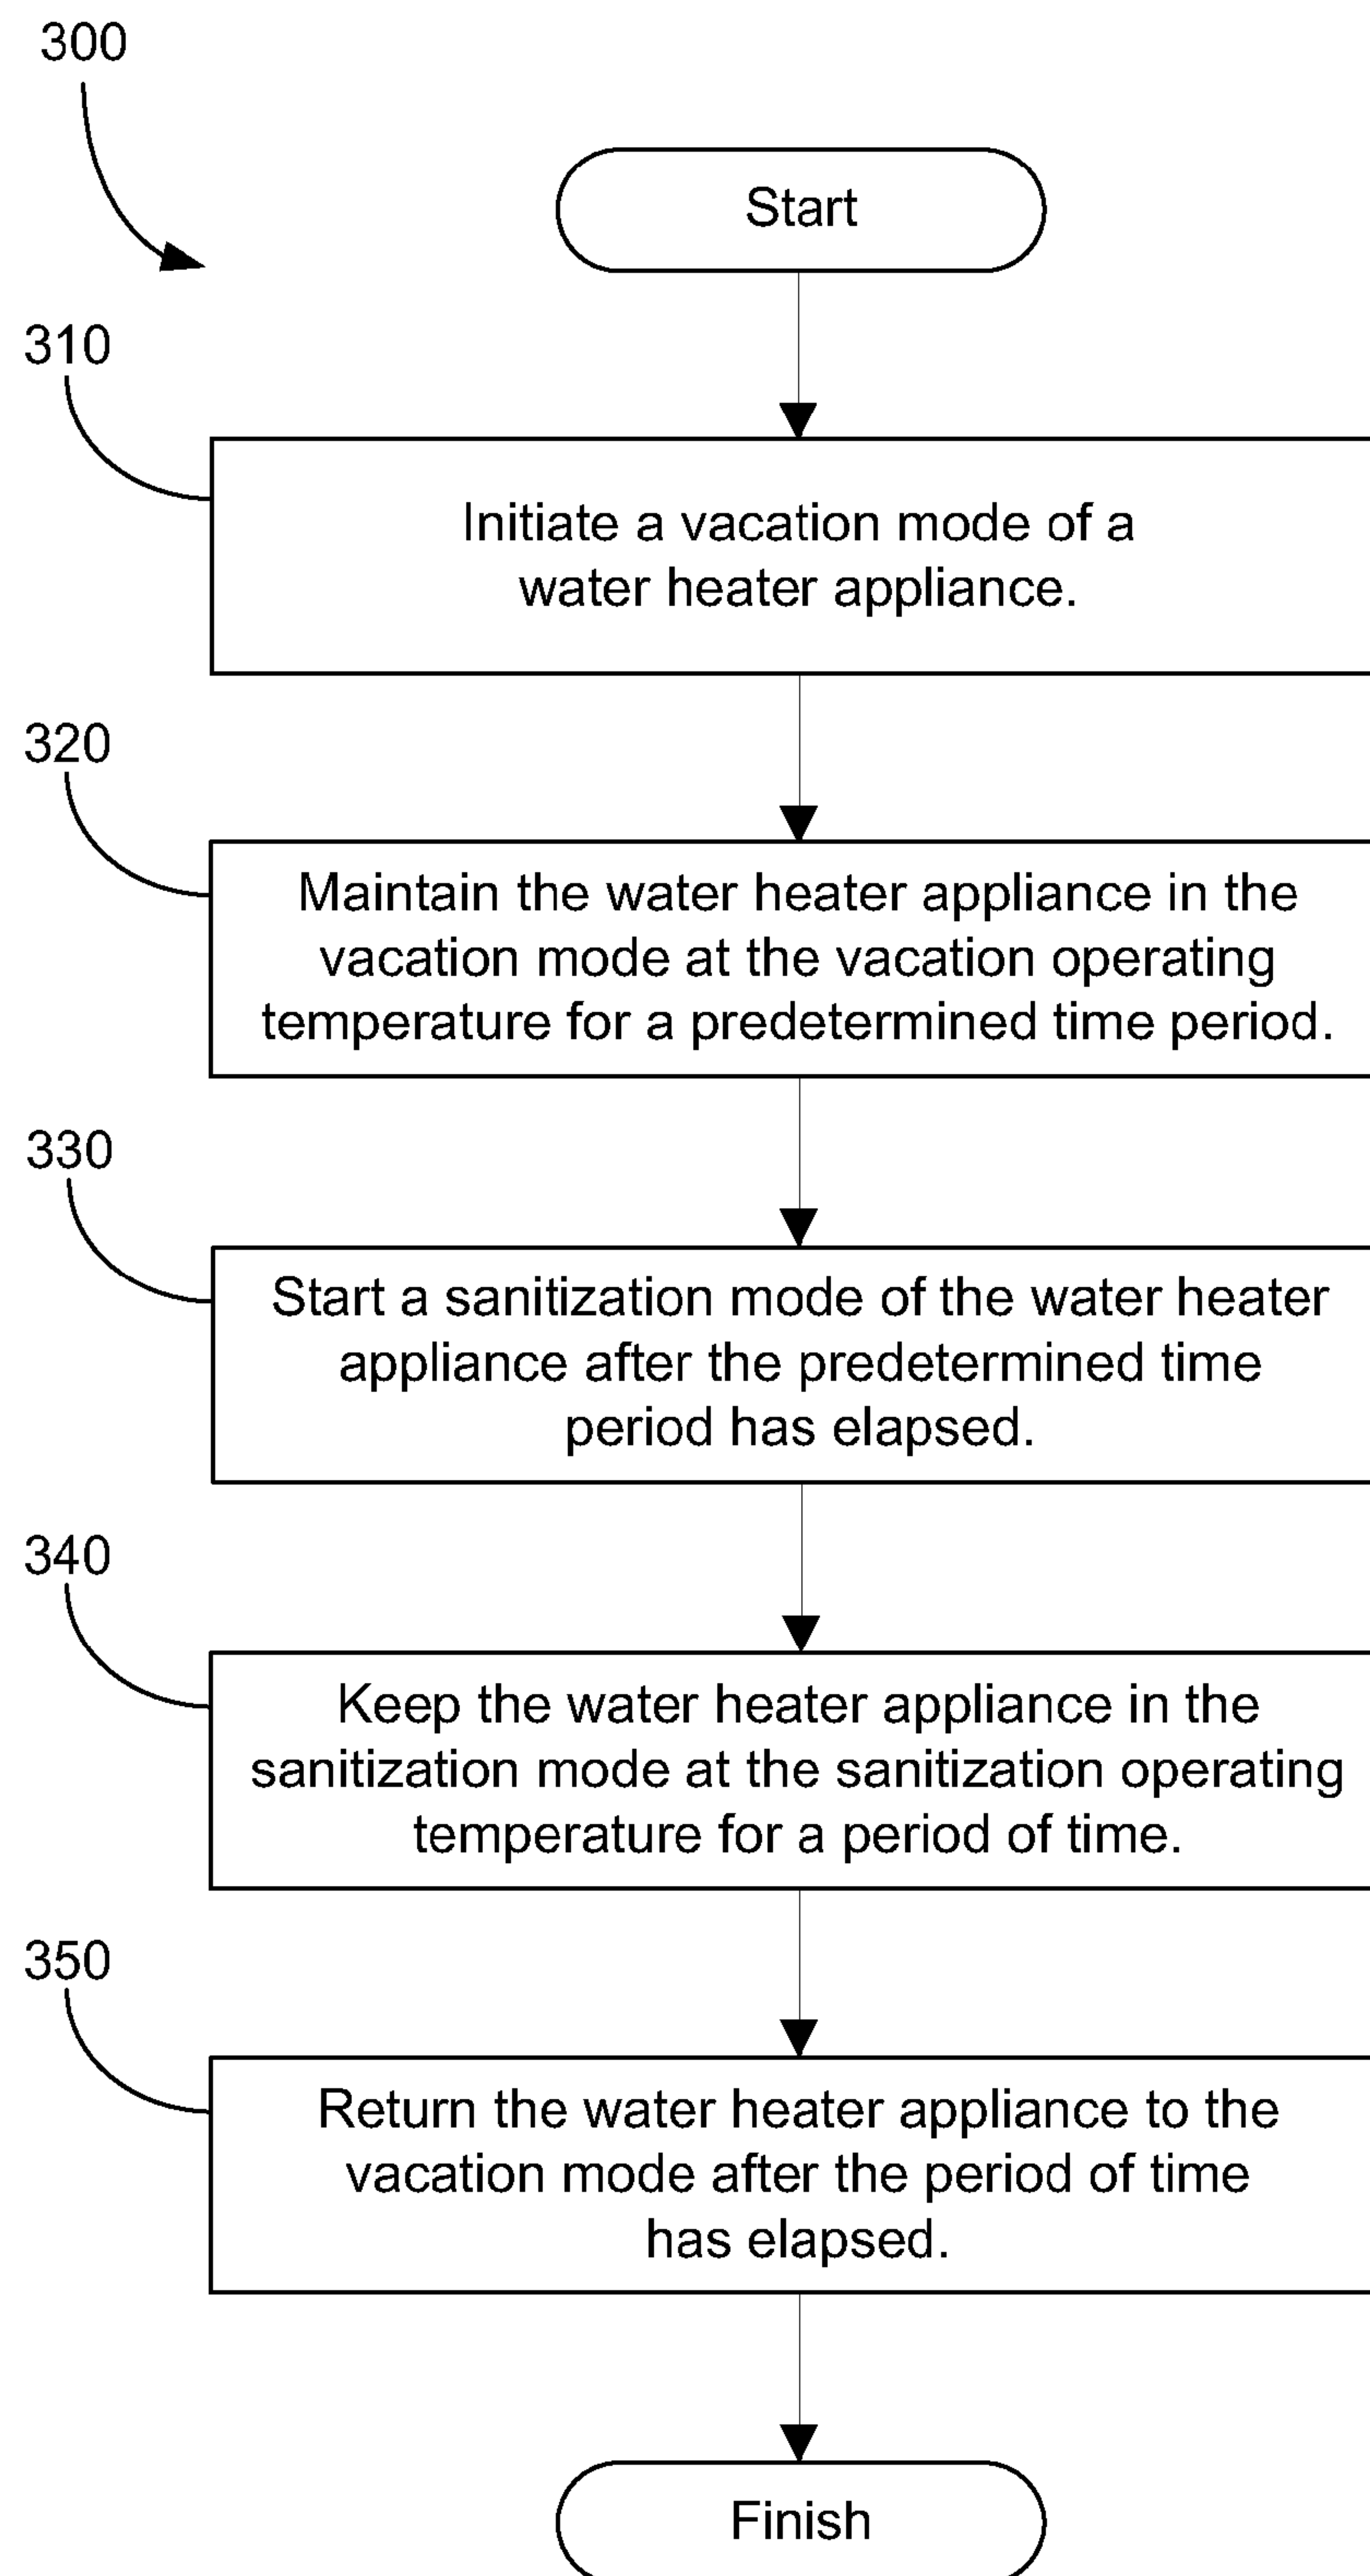 300
Start
310
Initiate a vacation mode of a
water heater appliance.
320
Maintain the water heater appliance in the
vacation mode at the vacation operating
temperature for a predetermined time period.
330
Start a sanitization mode of the water heater
appliance after the predetermined time
period has elapsed.
340
Keep the water heater appliance in the
sanitization mode at the sanitization operating
temperature for a period of time.
350
Return the water heater appliance to the
vacation mode after the period of time
has elapsed.
Finish